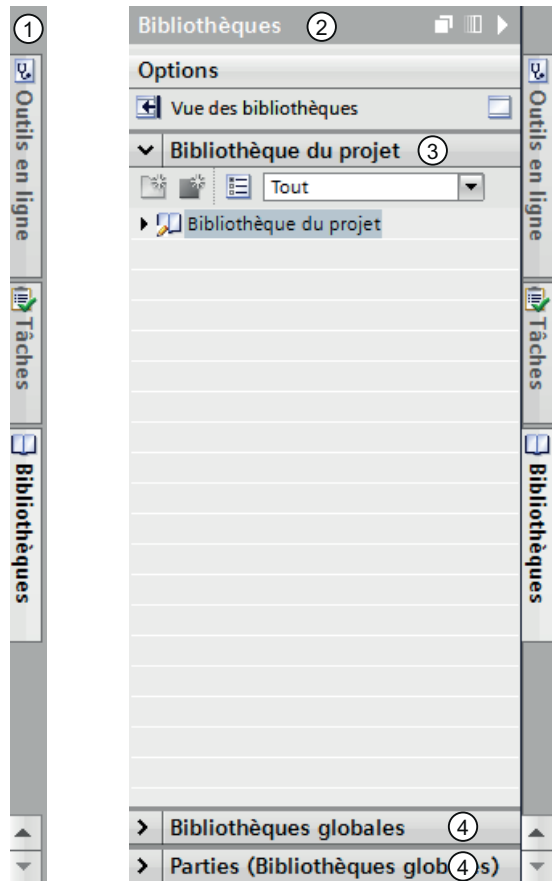 1
Outils en ligne
Tâches
Bibliothèques
Bibliothèques 2
Options
Vue des bibliothèques
Bibliothèque du projet 3
Tout
Bibliothèque du projet
Bibliothèques globales 4
Parties (Bibliothèques glob 4 s)
Outils en ligne
Tâches
Bibliothèques